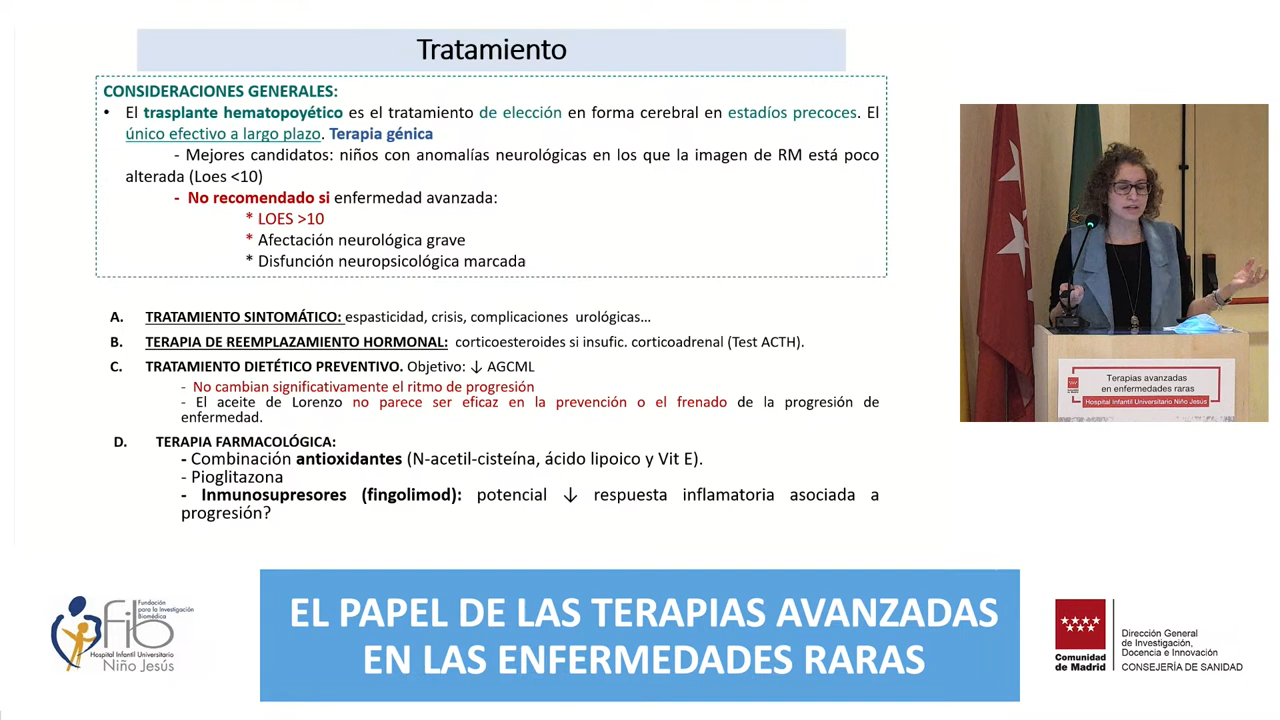 Tratamiento
CONSIDERACIONES GENERALES:
• El trasplante hematopoyético es el tratamiento de elección en forma cerebral en estadíos precoces. El
único efectivo a largo plazo. Terapia génica
- Mejores candidatos: niños con anomalías neurológicas en los que la imagen de RM está poco
alterada (Loes <10)
- No recomendado si enfermedad avanzada:
* LOES >10
* Afectación neurológica grave
* Disfunción neuropsicológica marcada
A. TRATAMIENTO SINTOMÁTICO: espasticidad, crisis, complicaciones urológicas...
B. TERAPIA DE REEMPLAZAMIENTO HORMONAL: corticoesteroides si insufic. corticoadrenal (Test ACTH).
C. TRATAMIENTO DIETÉTICO PREVENTIVO. Objetivo: ↓ AGCML
- No cambian significativamente el ritmo de progresión
- El aceite de Lorenzo no parece ser eficaz en la prevención o el frenado de la progresión de
enfermedad.
D. TERAPIA FARMACOLÓGICA:
- Combinación antioxidantes (N-acetil-cisteína, ácido lipoico y Vit E).
- Pioglitazona
- Inmunosupresores (fingolimod): potencial ↓ respuesta inflamatoria asociada a
progresión?
Terapias avanzadas
en enfermedades raras
Hospital Infantil Universitario Niño Jesús
Fundación
para la Investigación
Biomédica
fib
Hospital Infantil Universitario
Niño Jesús
EL PAPEL DE LAS TERAPIAS AVANZADAS
EN LAS ENFERMEDADES RARAS
Comunidad
de Madrid
Dirección General
de Investigación,
Docencia e Innovación
CONSEJERÍA DE SANIDAD